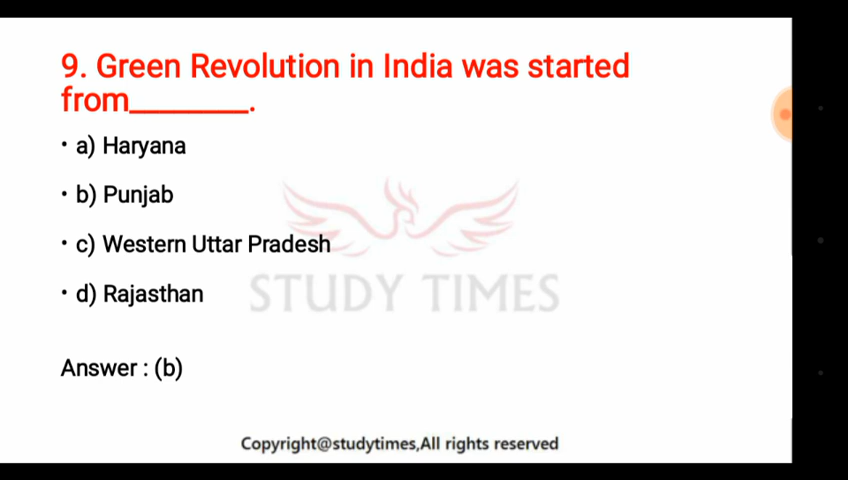 9. Green Revolution in India was started
from________.
• a) Haryana
• b) Punjab
• c) Western Uttar Pradesh
• d) Rajasthan
STUDY TIMES
Answer : (b)
Copyright@studytimes,All rights reserved